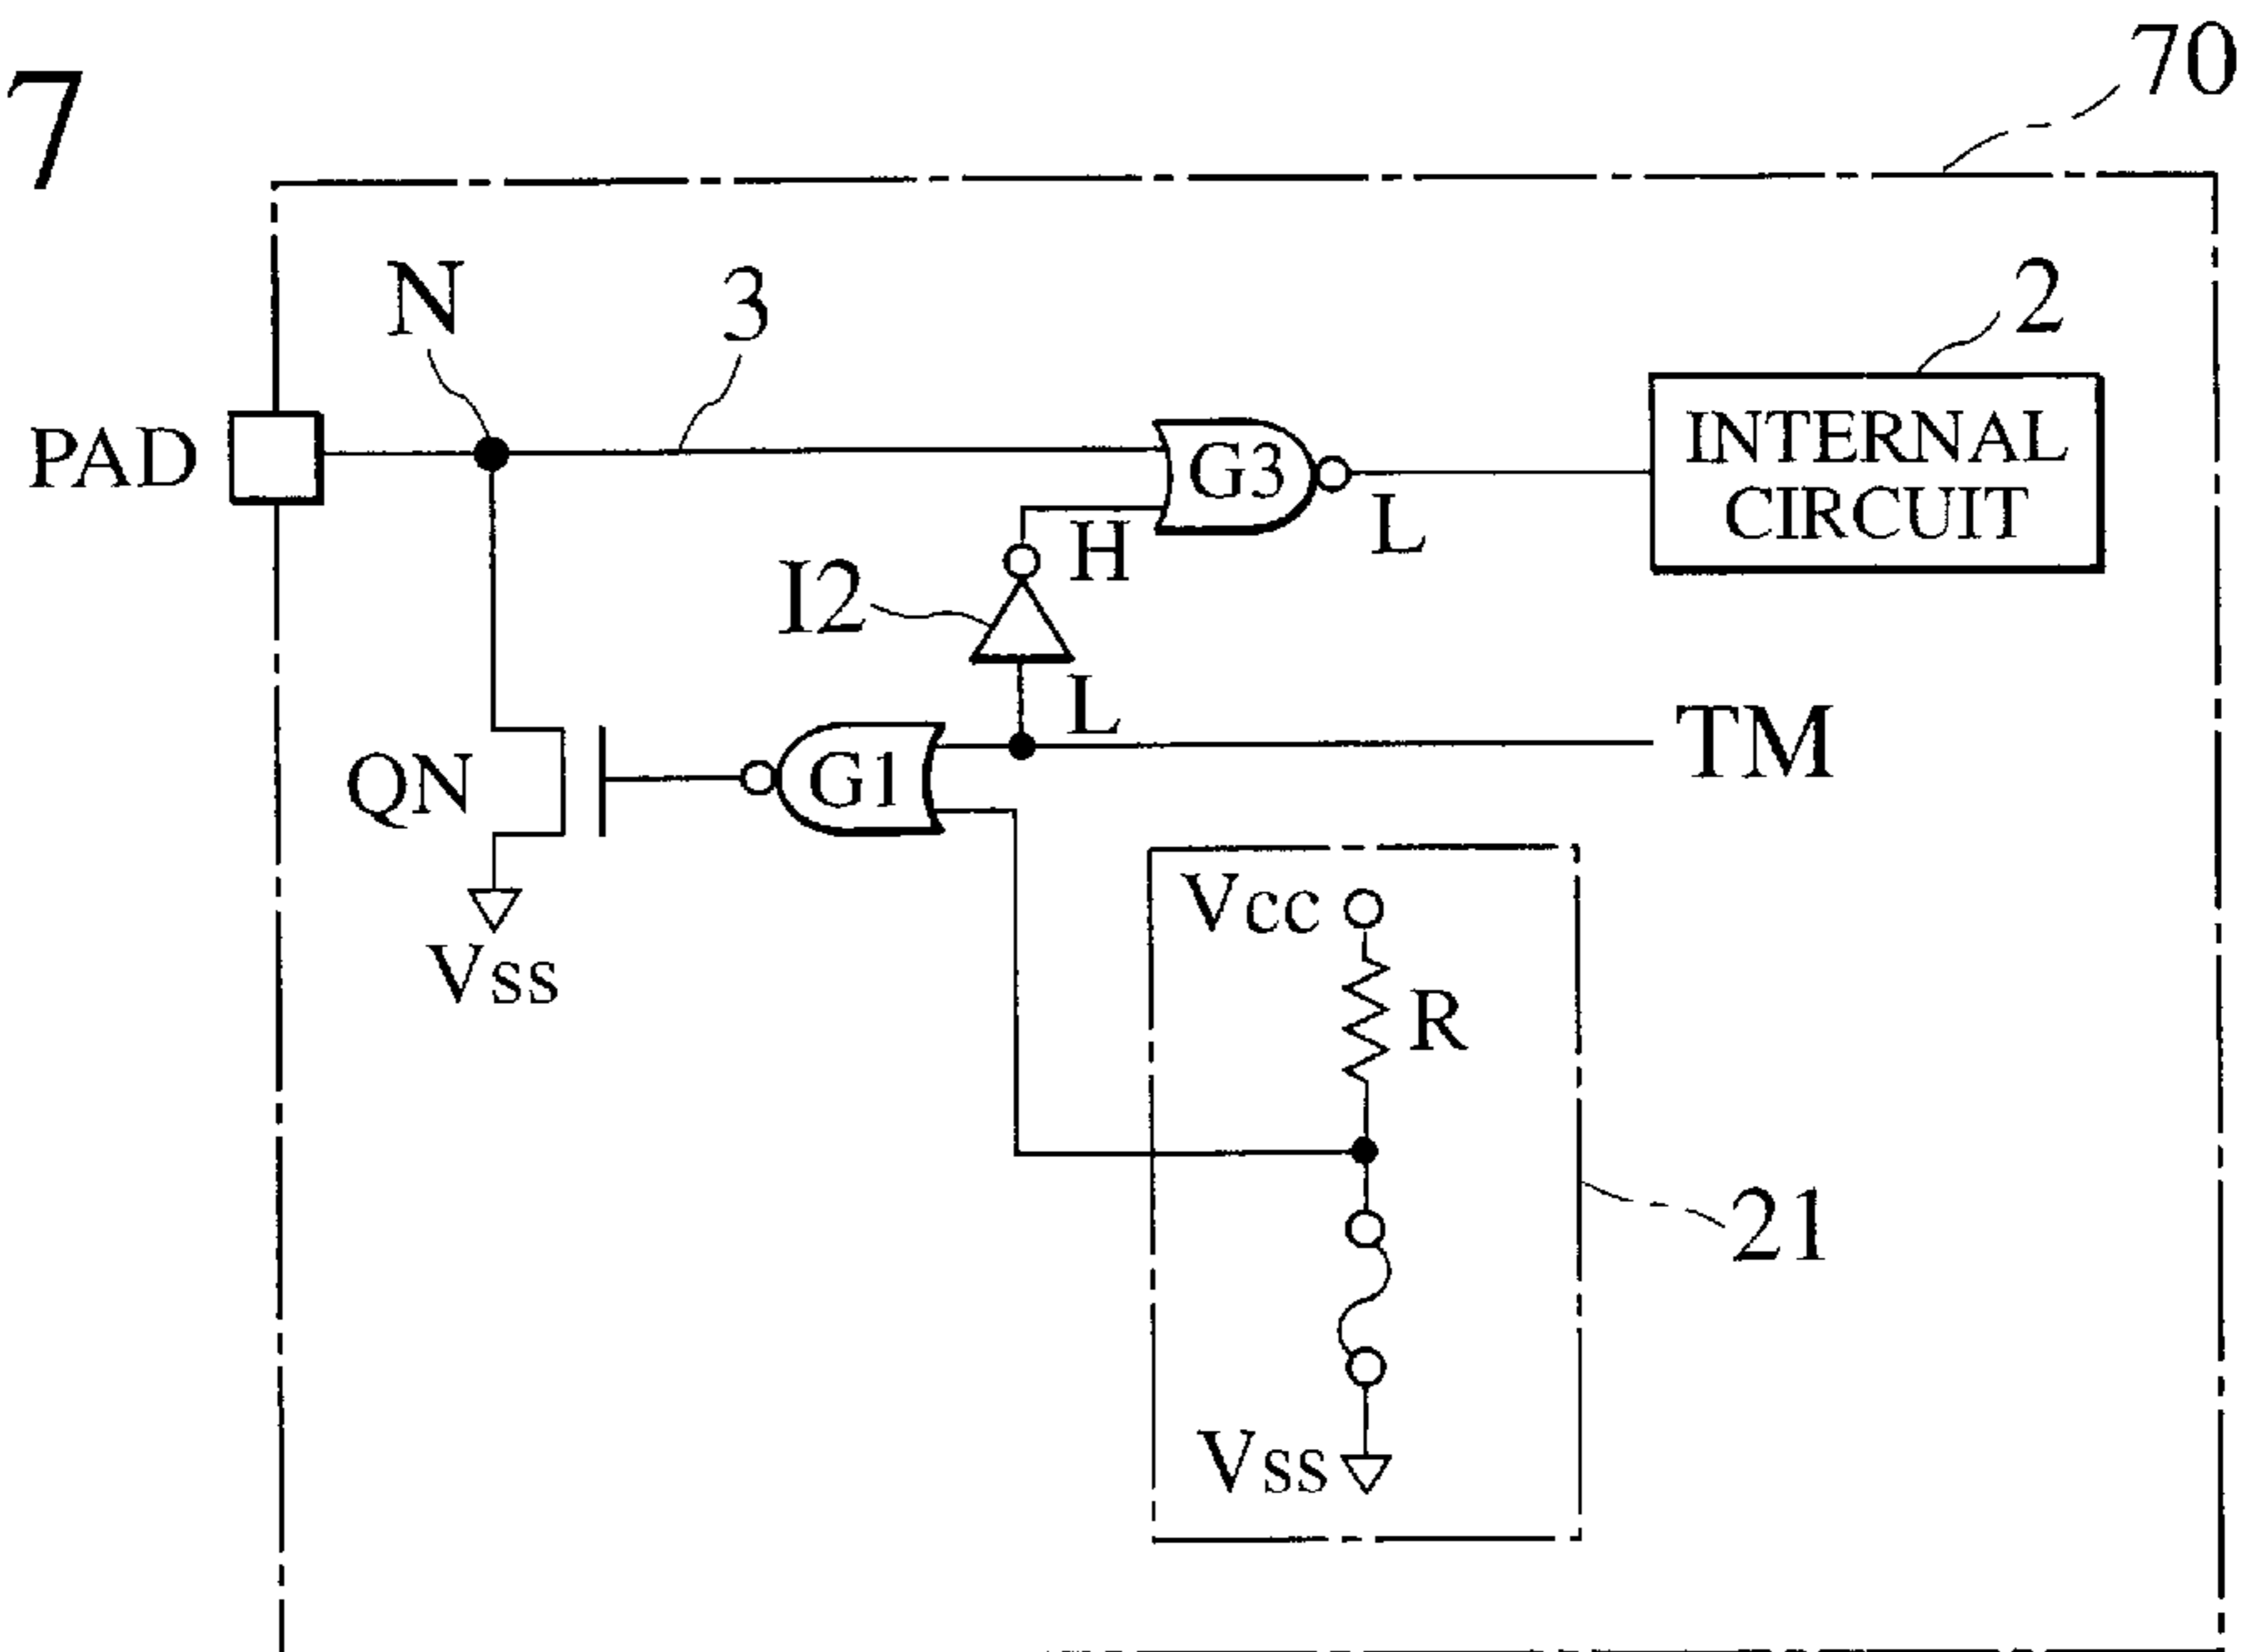 7
70
N
3
2
PAD
G3
INTERNAL
CIRCUIT
L
H
I2
L
TM
QN
G1
Vcc
Vss
R
21
Vss